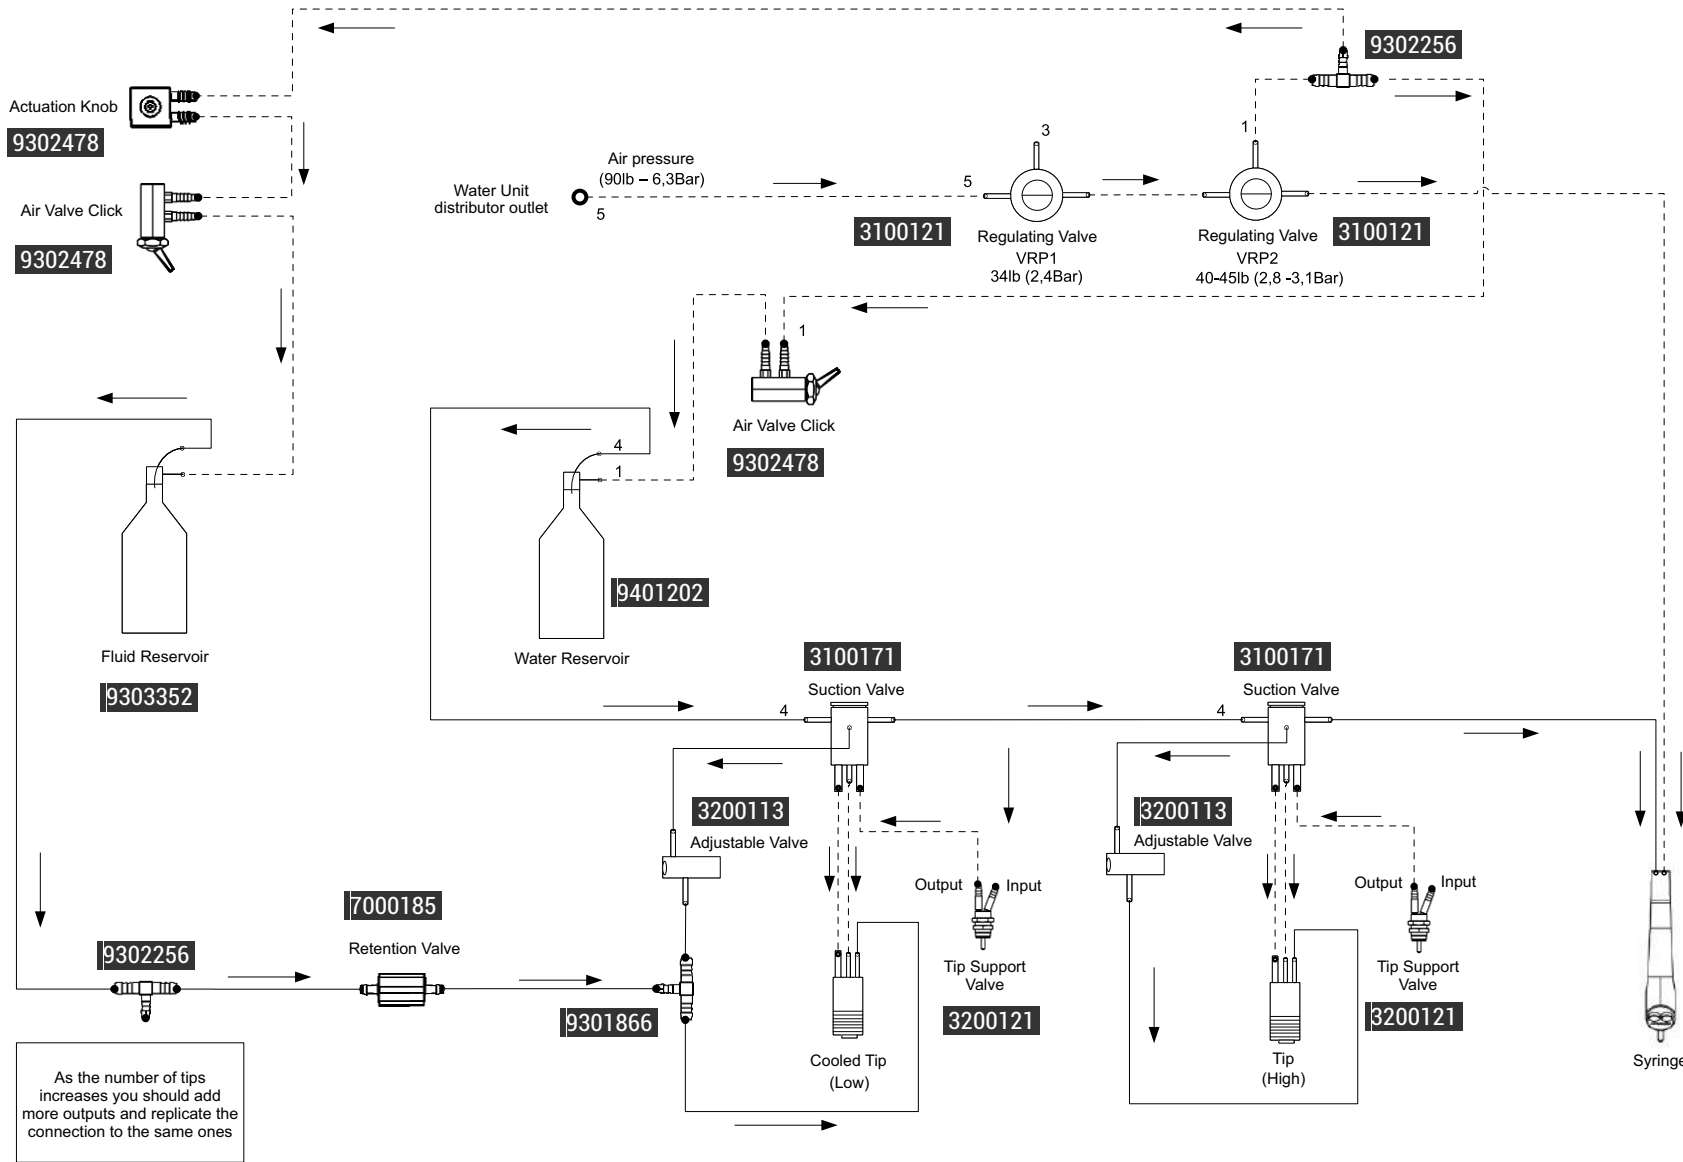 9302256
Actuation Knob
9302478
Air Valve Click
9302478
Water Unit
distributor outlet
Air pressure
(90lb – 6,3Bar)
5
5
3100121
3
Regulating Valve
VRP1
34lb (2,4Bar)
1
Regulating Valve
VRP2
40-45lb (2,8 -3,1Bar)
3100121
1
Air Valve Click
9302478
4
1
9401202
Water Reservoir
Fluid Reservoir
9303352
3100171
Suction Valve
4
3100171
Suction Valve
4
3200113
Adjustable Valve
3200113
Adjustable Valve
Output
Input
Output
Input
7000185
Retention Valve
9302256
9301866
Tip Support
Valve
3200121
Tip Support
Valve
3200121
Cooled Tip
(Low)
Tip
(High)
Syringe
As the number of tips
increases you should add
more outputs and replicate the
connection to the same ones